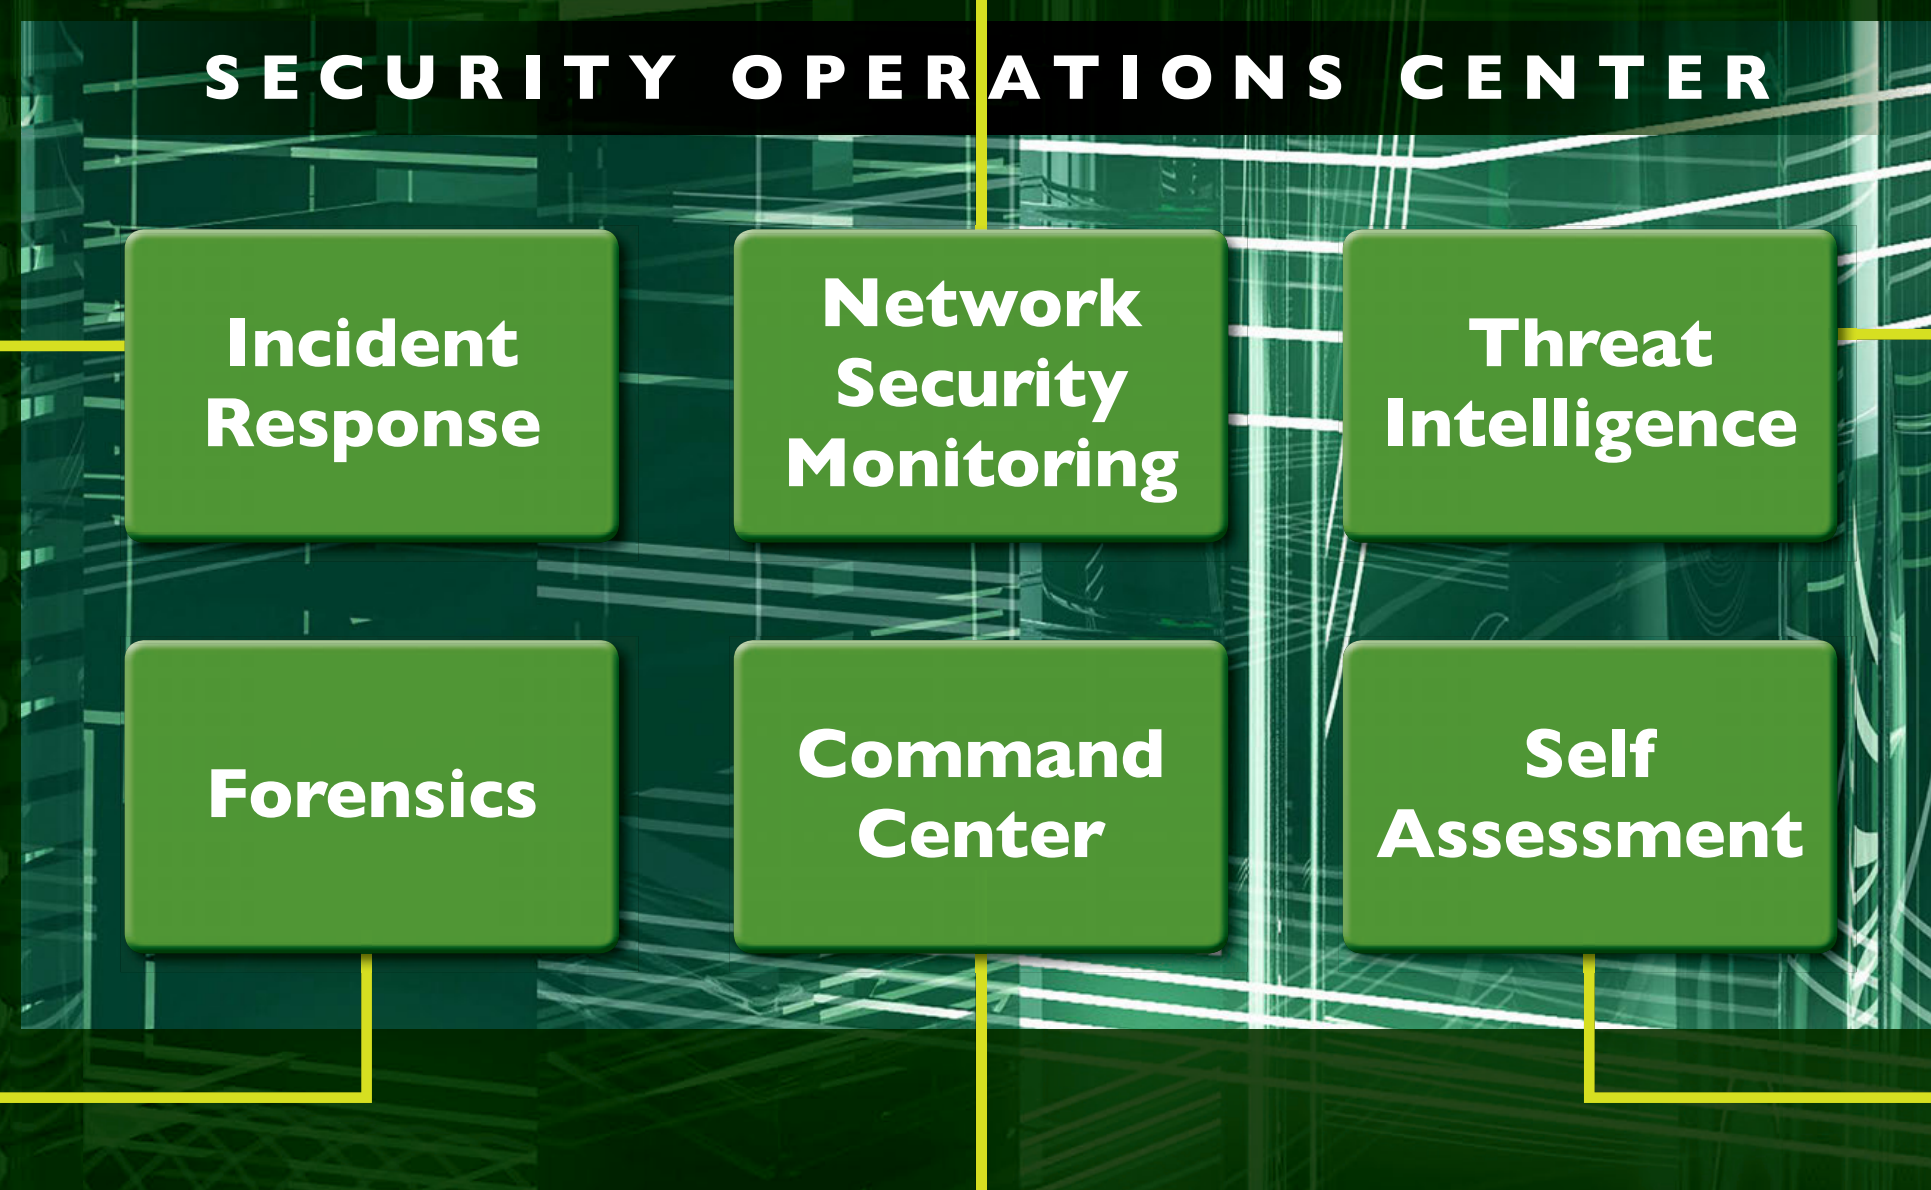 SECURITY OPERATIONS CENTER
Incident
Response
Network
Security
Monitoring
Threat
Intelligence
Forensics
Command
Center
Self
Assessment